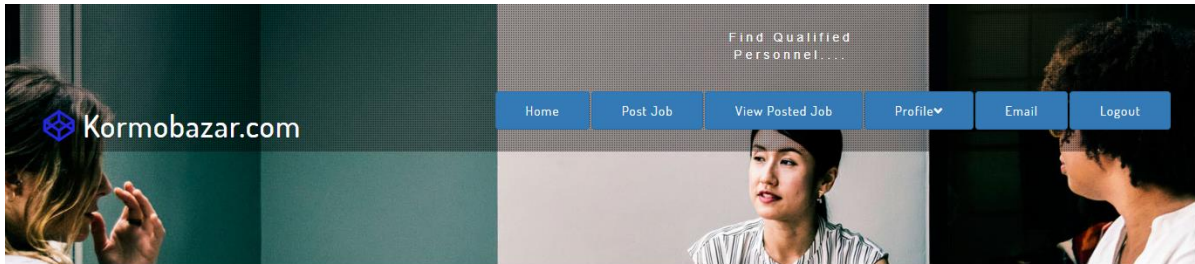 Find Qualified
Personnel....
Home Post Job View Posted Job Profile Email Logout
Kormobazar.com